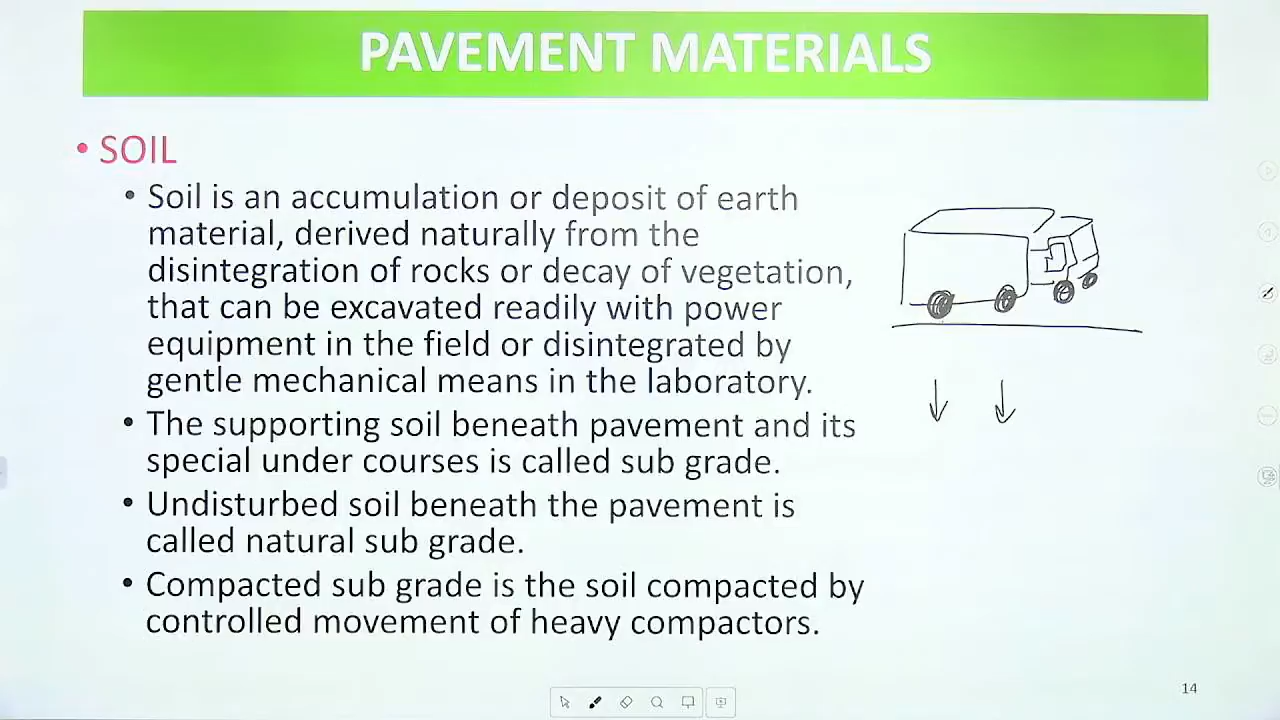 PAVEMENT MATERIALS
• SOIL
• Soil is an accumulation or deposit of earth
material, derived naturally from the
disintegration of rocks or decay of vegetation,
that can be excavated readily with power
equipment in the field or disintegrated by
gentle mechanical means in the laboratory.
• The supporting soil beneath pavement and its
special under courses is called sub grade.
• Undisturbed soil beneath the pavement is
called natural sub grade.
• Compacted sub grade is the soil compacted by
controlled movement of heavy compactors.
14